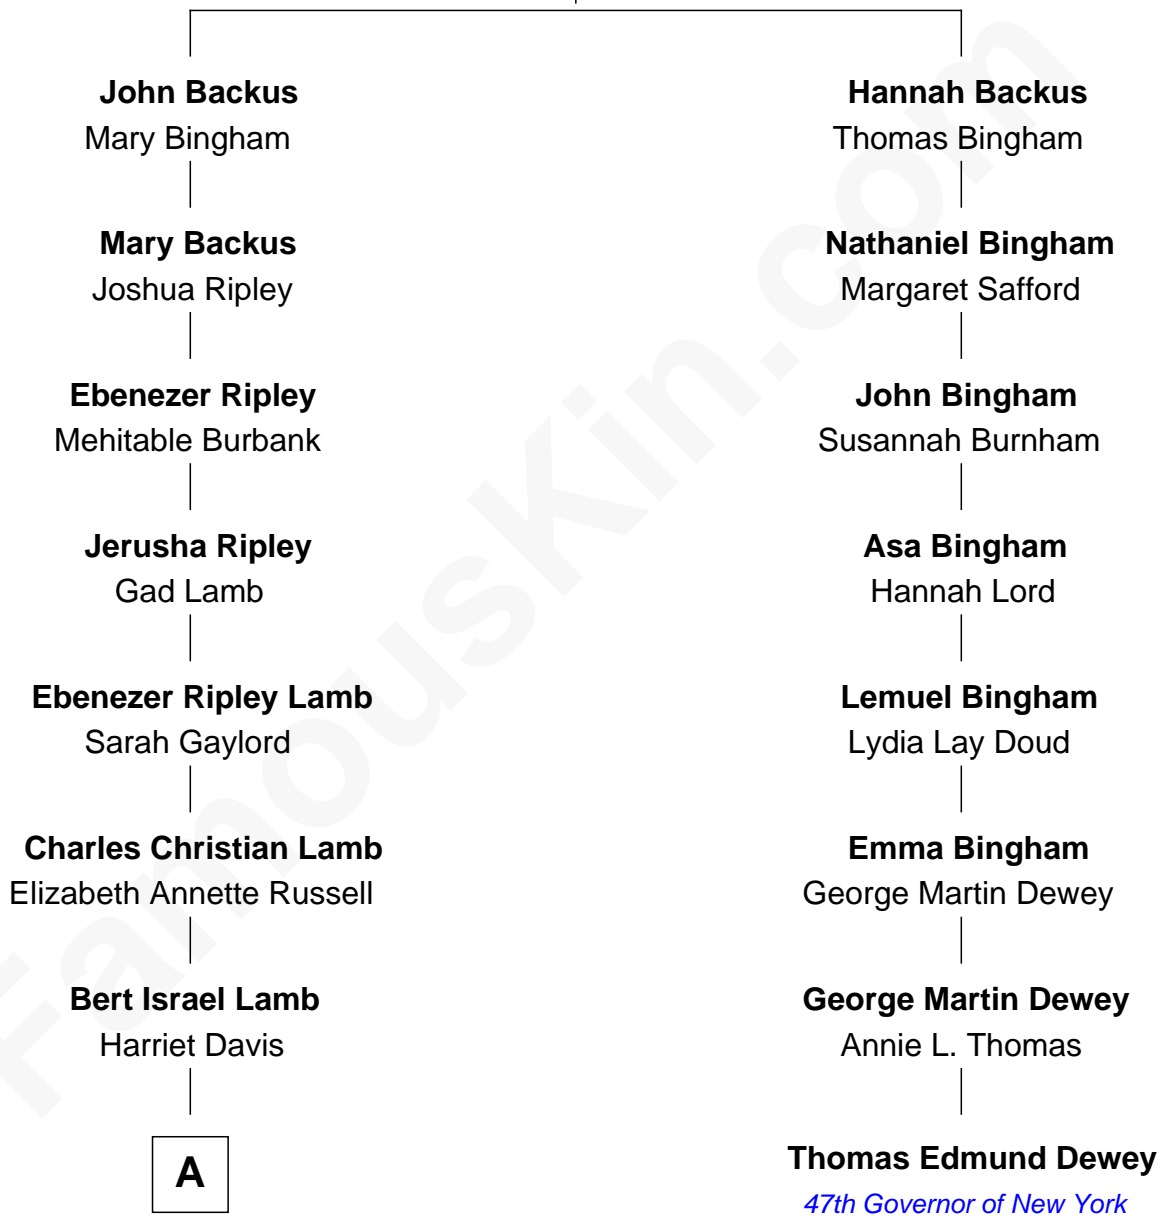 John Backus
Mary Bingham
Hannah Backus
Thomas Bingham
Mary Backus
Joshua Ripley
Nathaniel Bingham
Margaret Safford
Ebenezer Ripley
Mehitable Burbank
John Bingham
Susannah Burnham
Jerusha Ripley
Gad Lamb
Asa Bingham
Hannah Lord
Ebenezer Ripley Lamb
Sarah Gaylord
Lemuel Bingham
Lydia Lay Doud
Charles Christian Lamb
Elizabeth Annette Russell
Emma Bingham
George Martin Dewey
Bert Israel Lamb
Harriet Davis
George Martin Dewey
Annie L. Thomas
A
Thomas Edmund Dewey
47th Governor of New York
FamousKin.com